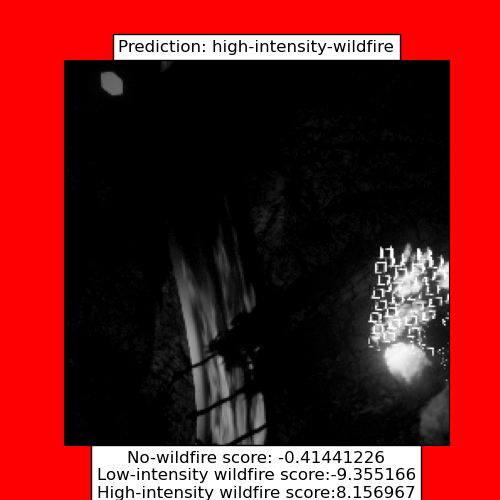 Prediction: high-intensity-wildfire
No-wildfire score: -0.41441226
Low-intensity wildfire score:-9.355166
High-intensity wildfire score:8.156967